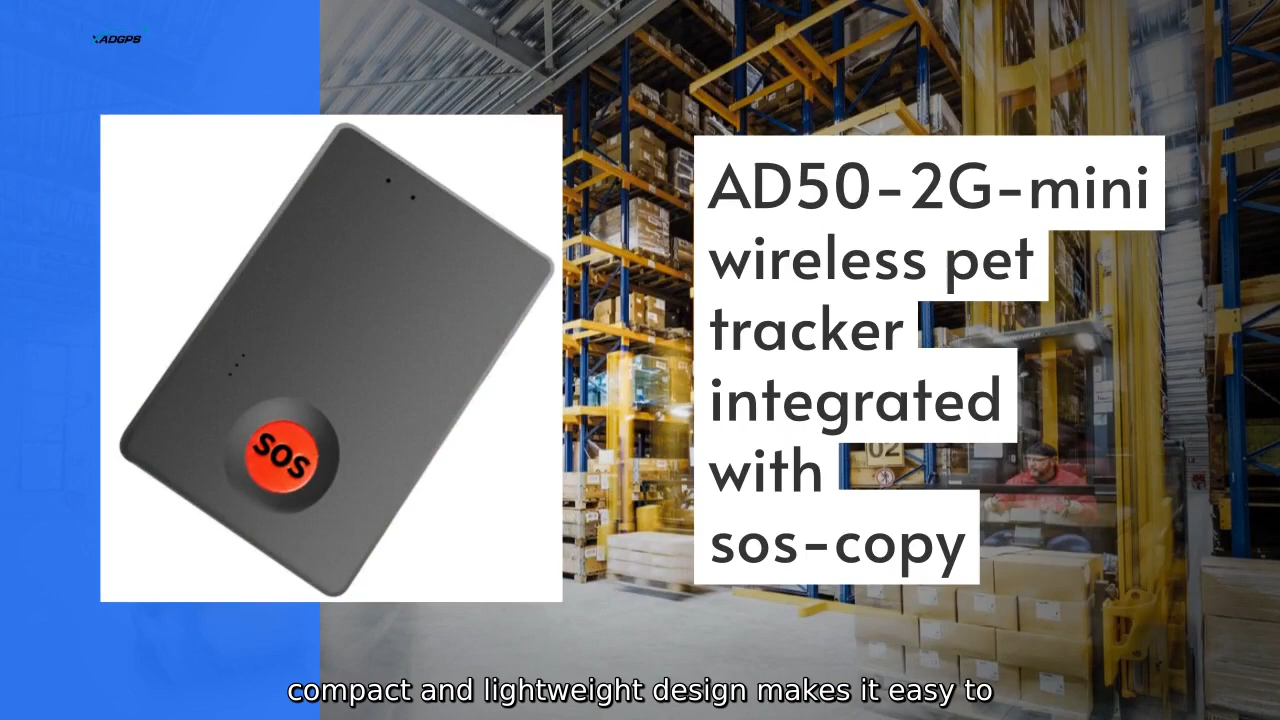 ADGPS
AD50-2G-mini
wireless pet
tracker
integrated
with
sos-copy
SOS
02
compact and lightweight design makes it easy to